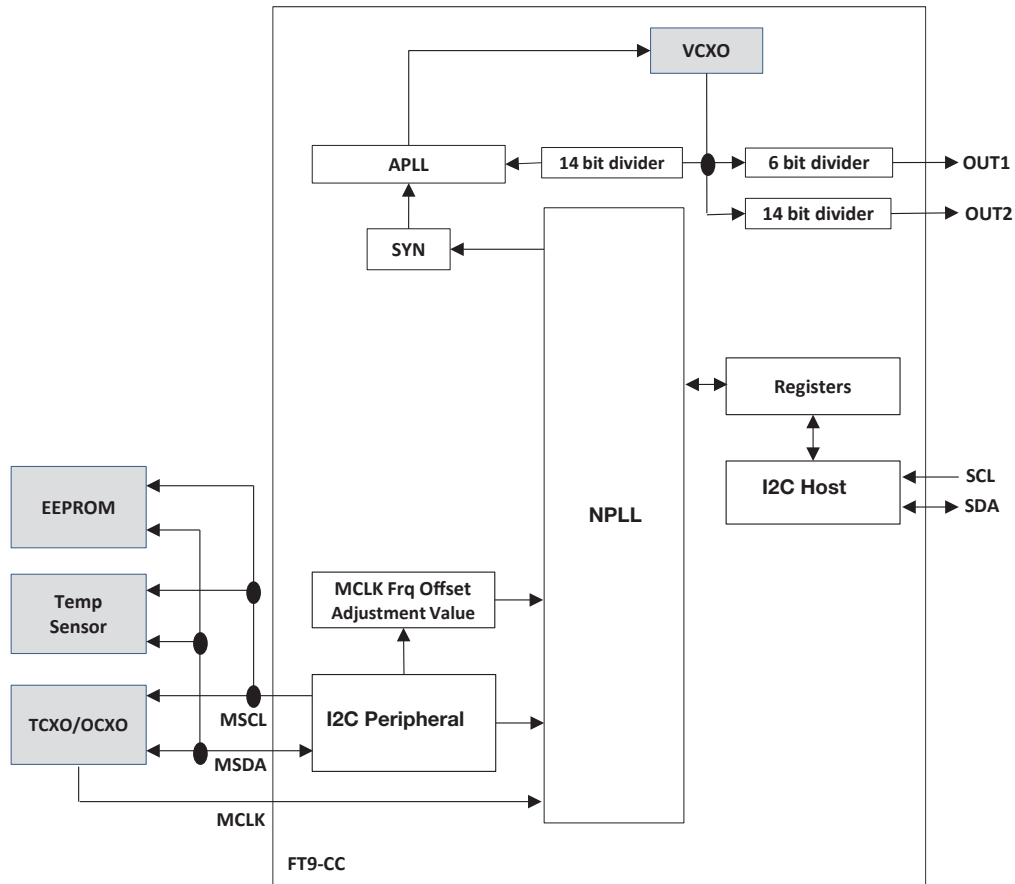 VCXO
APLL
14 bit divider
6 bit divider
OUT1
14 bit divider
OUT2
SYN
Registers
I2C Host
SCL
SDA
NPLL
EEPROM
Temp
Sensor
MCLK Frq Offset
Adjustment Value
TCXO/OCXO
MSCL
I2C Peripheral
MSDA
MCLK
FT9-CC